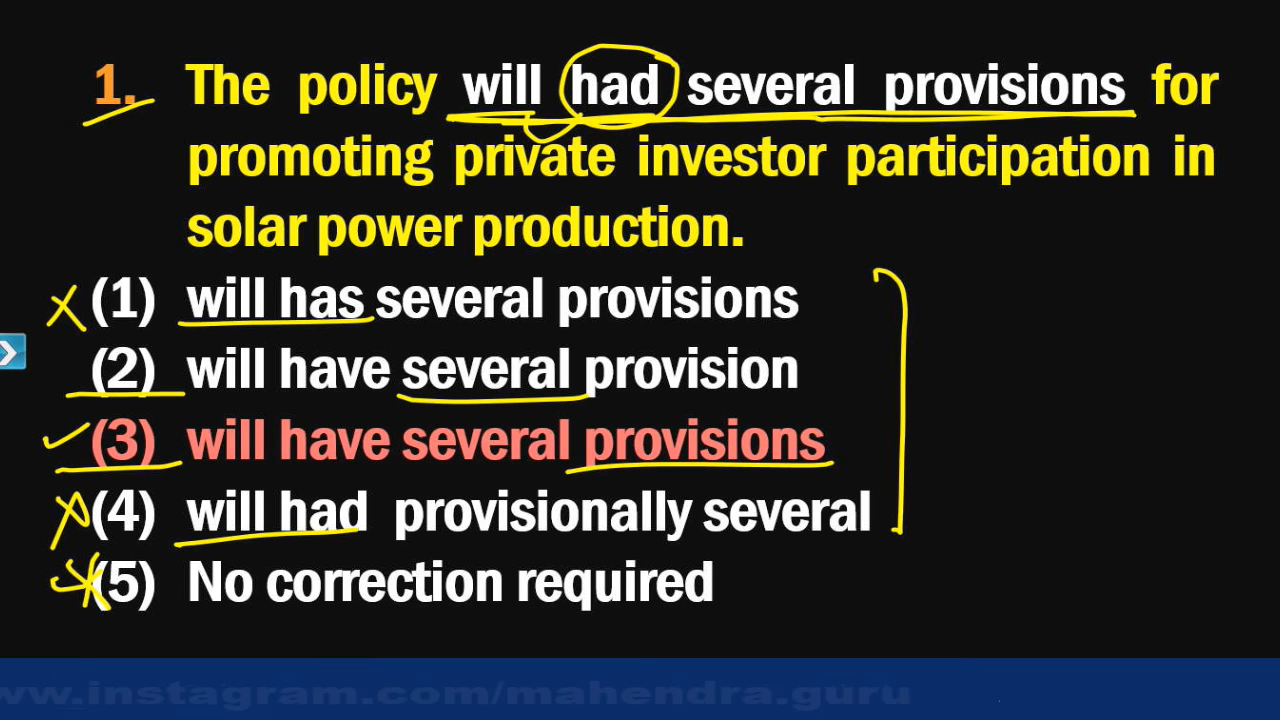 1. The policy will had several provisions for
promoting private investor participation in
solar power production.
(1) will has several provisions
(2) will have several provision
(3) will have several provisions
(4) will had provisionally several
(5) No correction required
ww.instagram.com/mahendra.guru